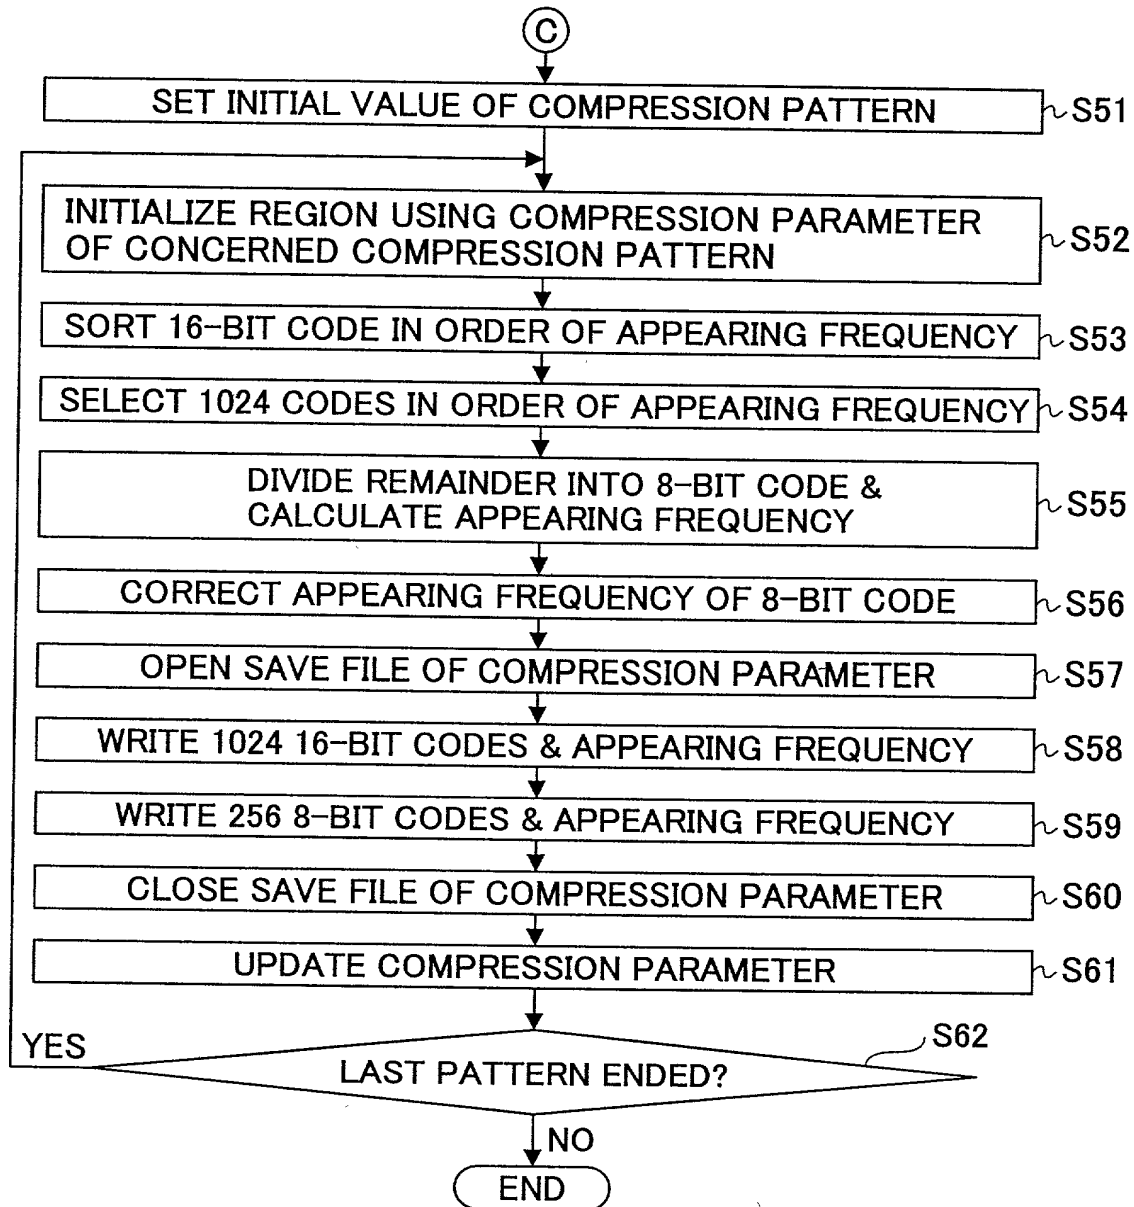 C
SET INITIAL VALUE OF COMPRESSION PATTERN
S51
INITIALIZE REGION USING COMPRESSION PARAMETER
OF CONCERNED COMPRESSION PATTERN
S52
SORT 16-BIT CODE IN ORDER OF APPEARING FREQUENCY
S53
SELECT 1024 CODES IN ORDER OF APPEARING FREQUENCY
S54
DIVIDE REMAINDER INTO 8-BIT CODE &
CALCULATE APPEARING FREQUENCY
S55
CORRECT APPEARING FREQUENCY OF 8-BIT CODE
S56
OPEN SAVE FILE OF COMPRESSION PARAMETER
S57
WRITE 1024 16-BIT CODES & APPEARING FREQUENCY
S58
WRITE 256 8-BIT CODES & APPEARING FREQUENCY
S59
CLOSE SAVE FILE OF COMPRESSION PARAMETER
S60
UPDATE COMPRESSION PARAMETER
S61
YES
S62
LAST PATTERN ENDED?
NO
END